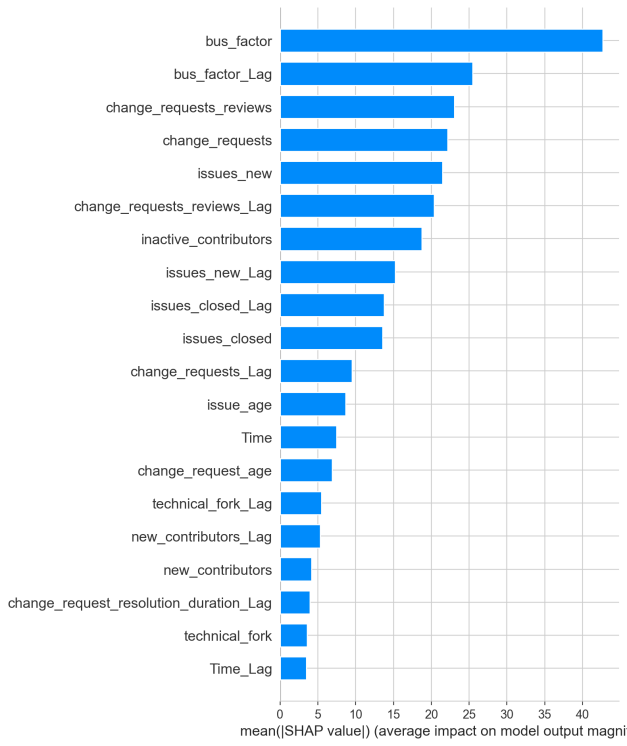 bus_factor
bus_factor_Lag
change_requests_reviews
change_requests
issues_new
change_requests_reviews_Lag
inactive_contributors
issues_new_Lag
issues_closed_Lag
issues_closed
change_requests_Lag
issue_age
Time
change_request_age
technical_fork_Lag
new_contributors_Lag
new_contributors
change_request_resolution_duration_Lag
technical_fork
Time_Lag
0 5 10 15 20 25 30 35 40
mean(|SHAP value|) (average impact on model output magni